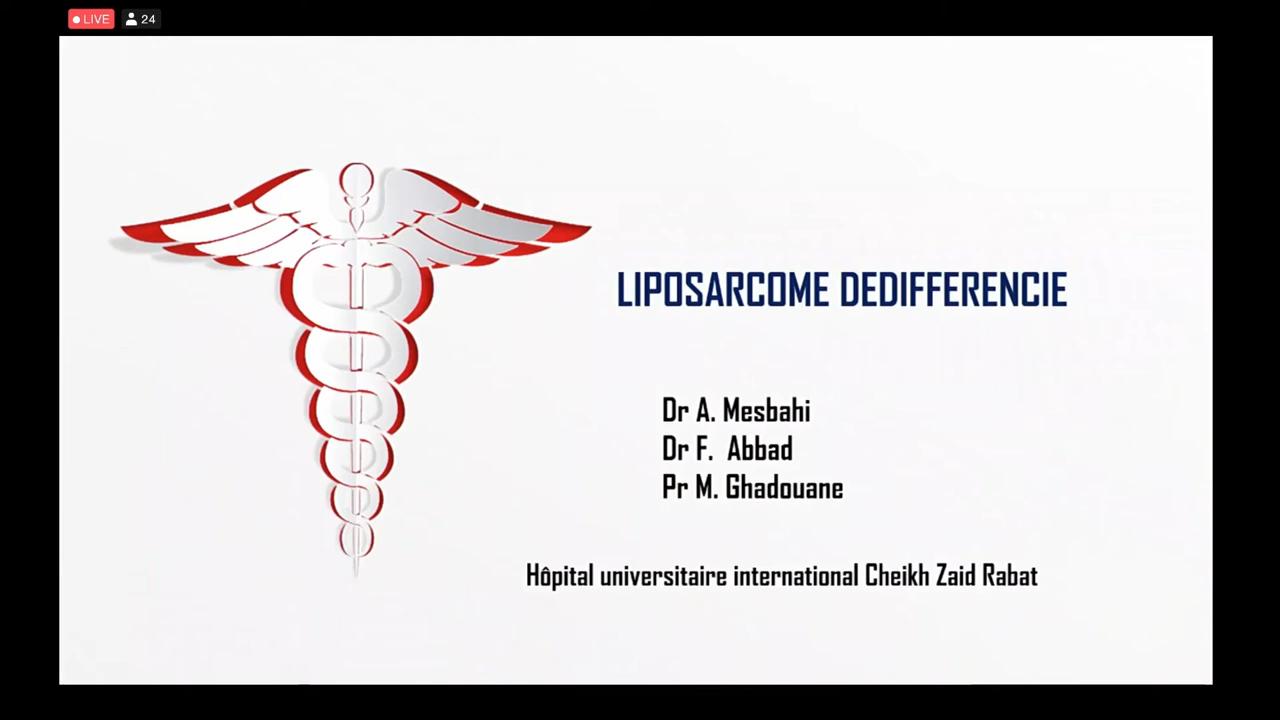 LIVE 24
LIPOSARCOME DEDIFFERENCIE
Dr A. Mesbahi
Dr F. Abbad
Pr M. Ghadouane
Hôpital universitaire international Cheikh Zaid Rabat